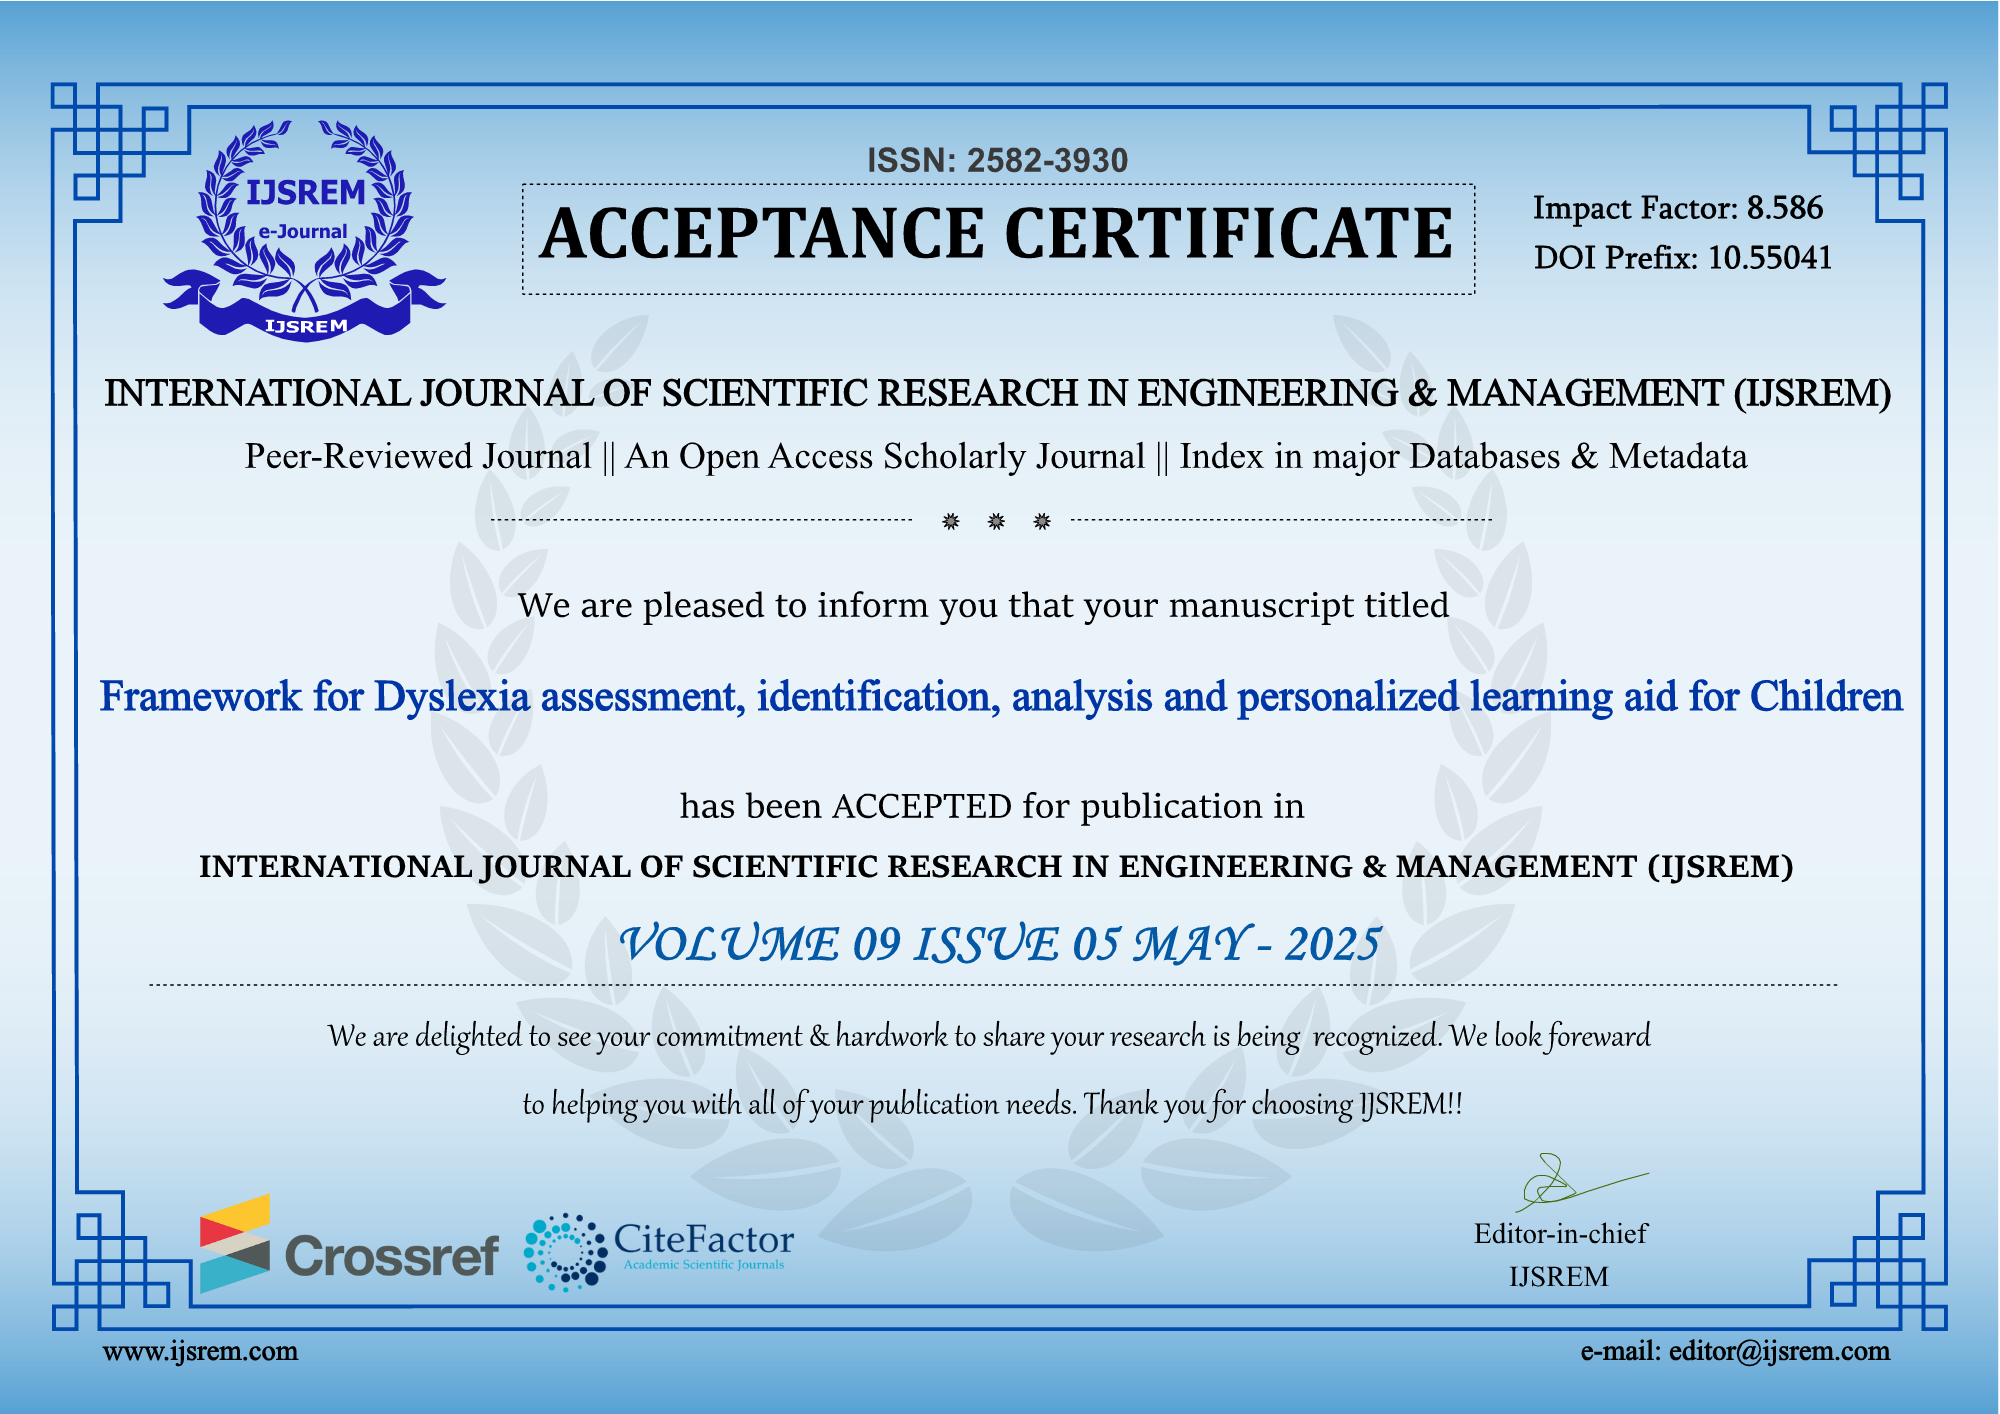 IJSREM
e-Journal
IJSREM
ISSN: 2582-3930
ACCEPTANCE CERTIFICATE
Impact Factor: 8.586
DOI Prefix: 10.55041
INTERNATIONAL JOURNAL OF SCIENTIFIC RESEARCH IN ENGINEERING & MANAGEMENT (IJSREM)
Peer-Reviewed Journal || An Open Access Scholarly Journal || Index in major Databases & Metadata
We are pleased to inform you that your manuscript titled
Framework for Dyslexia assessment, identification, analysis and personalized learning aid for Children
has been ACCEPTED for publication in
INTERNATIONAL JOURNAL OF SCIENTIFIC RESEARCH IN ENGINEERING & MANAGEMENT (IJSREM)
VOLUME 09 ISSUE 05 MAY - 2025
We are delighted to see your commitment & hardwork to share your research is being recognized. We look foreward
to helping you with all of your publication needs. Thank you for choosing IJSREM!!
Crossref
CiteFactor
Academic Scientific Journals
Editor-in-chief
IJSREM
www.ijsrem.com
e-mail: editor@ijsrem.com